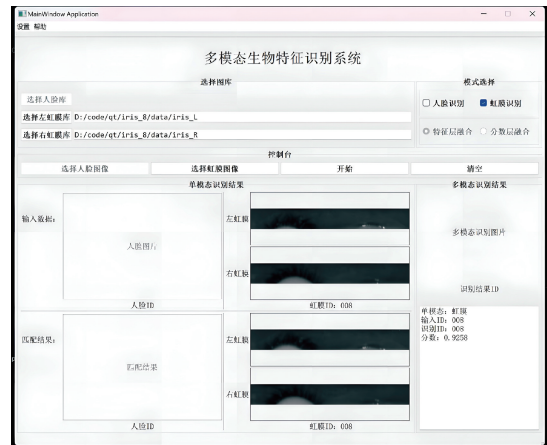 MainWindow Application
设置 帮助
多模态生物特征识别系统
选择图库
模式选择
选择人脸库
选择左虹膜库 D:/code/qt/iris_8/data/iris_L
选择右虹膜库 D:/code/qt/iris_8/data/iris_R
人脸识别 虹膜识别
特征层融合 分数层融合
控制台
选择人脸图像 选择虹膜图像 开始 清空
单模态识别结果
多模态识别结果
输入数据:
人脸图片
左虹膜
右虹膜
人脸ID
虹膜ID: 008
匹配结果:
匹配结果
左虹膜
右虹膜
人脸ID
虹膜ID: 008
多模态识别图片
识别结果ID
单模态: 虹膜
输入ID: 008
识别ID: 008
分数: 0.9258